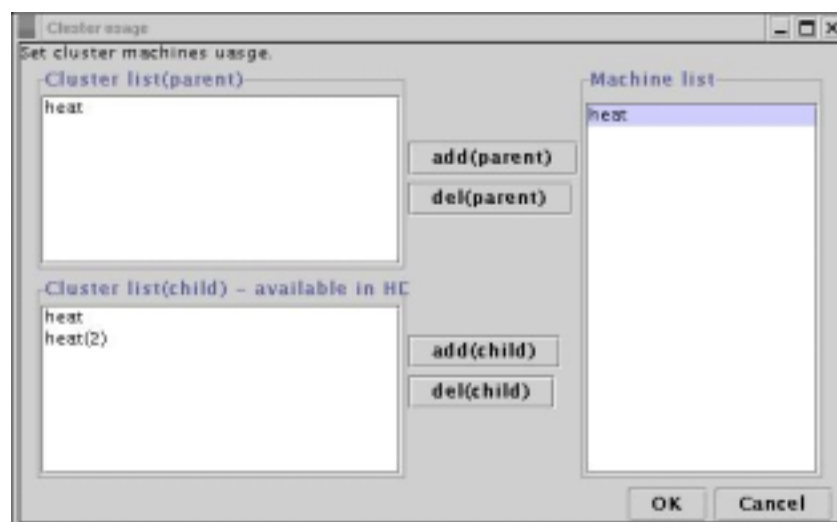 Cluster usage
Set cluster machines uasge.
Cluster list(parent)
heat
add(parent)
del(parent)
Cluster list(child) – available in HC
heat
heat(2)
add(child)
del(child)
Machine list
heat
OK
Cancel